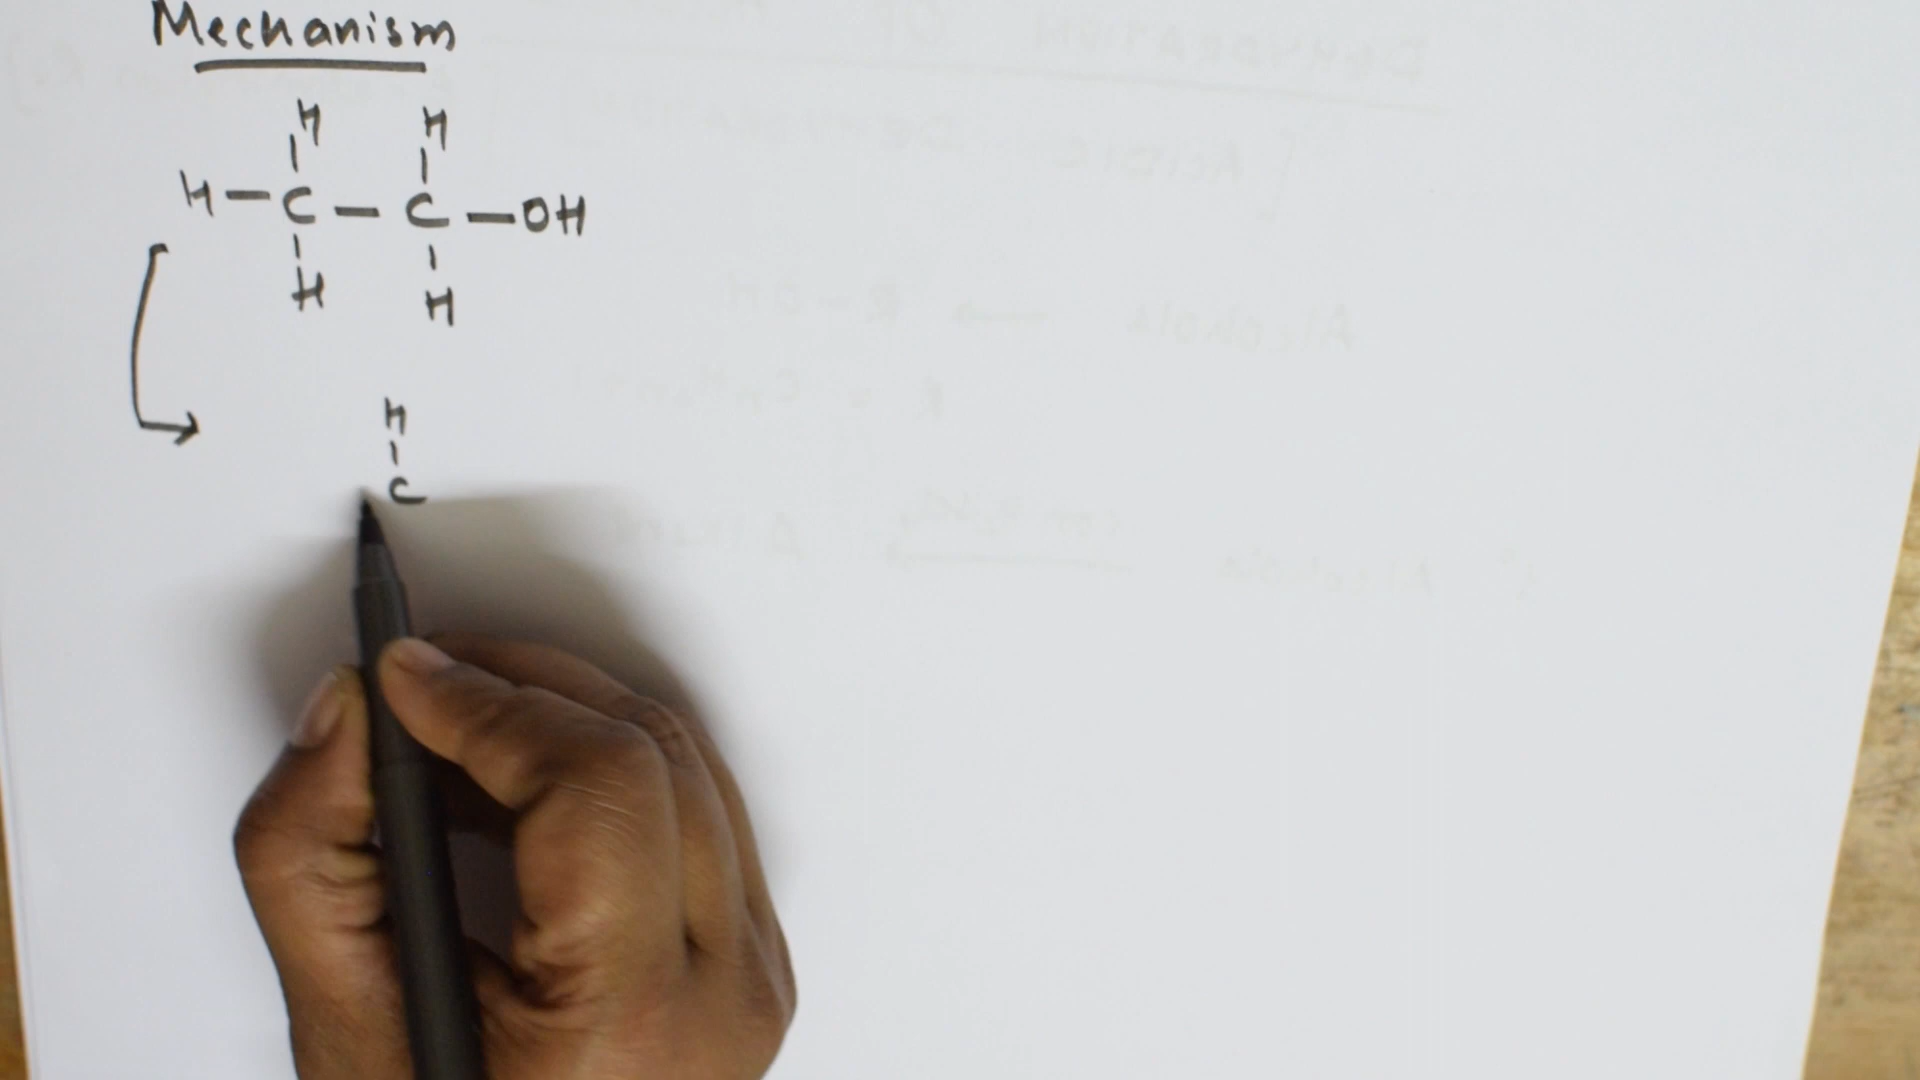 Mechanism
H H
H-C-C-OH
H H
H
C